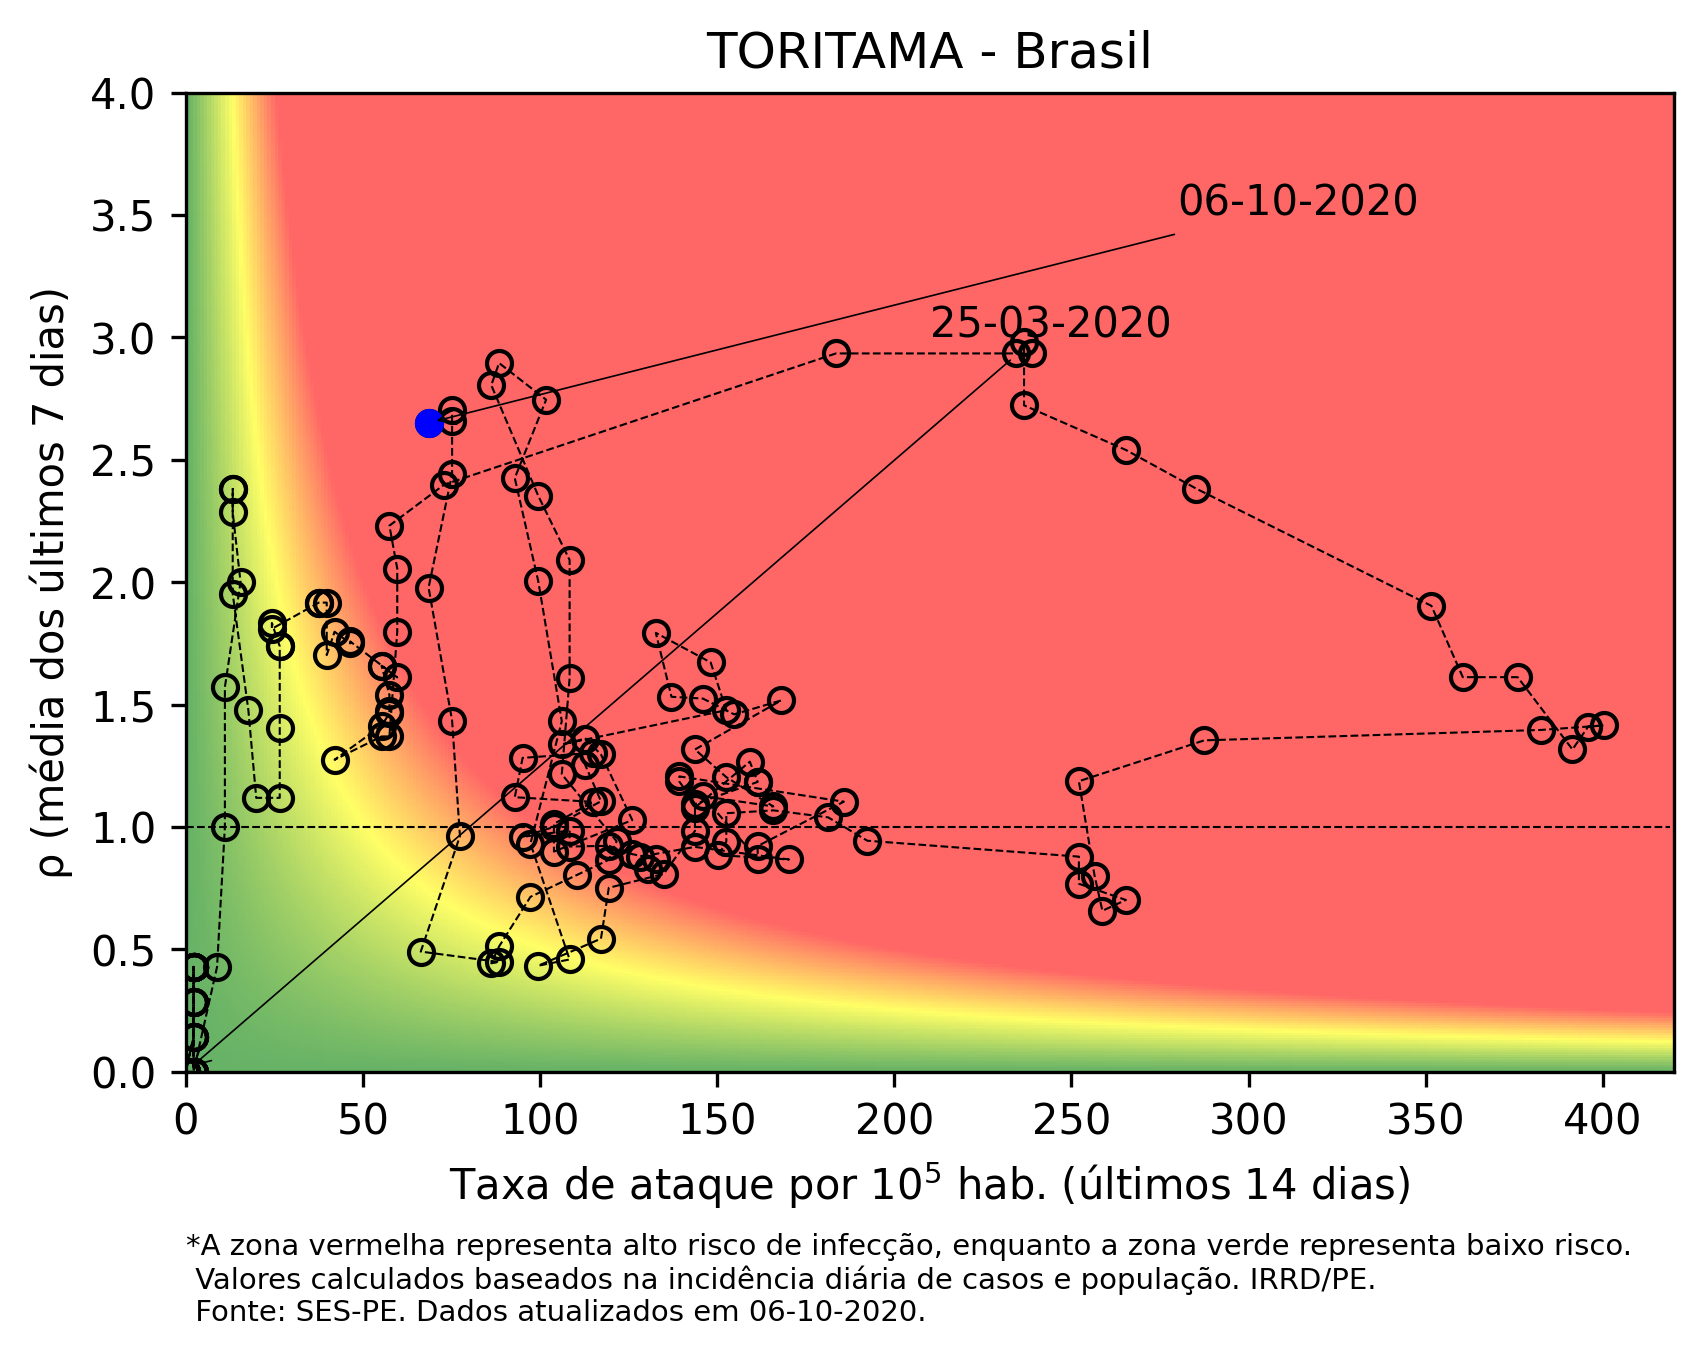 TORITAMA - Brasil
4.0
3.5
3.0
2.5
2.0
1.5
1.0
0.5
0.0
ρ (média dos últimos 7 dias)
06-10-2020
25-03-2020
0 50 100 150 200 250 300 350 400
Taxa de ataque por 10⁵ hab. (últimos 14 dias)
*A zona vermelha representa alto risco de infecção, enquanto a zona verde representa baixo risco.
Valores calculados baseados na incidência diária de casos e população. IRRD/PE.
Fonte: SES-PE. Dados atualizados em 06-10-2020.